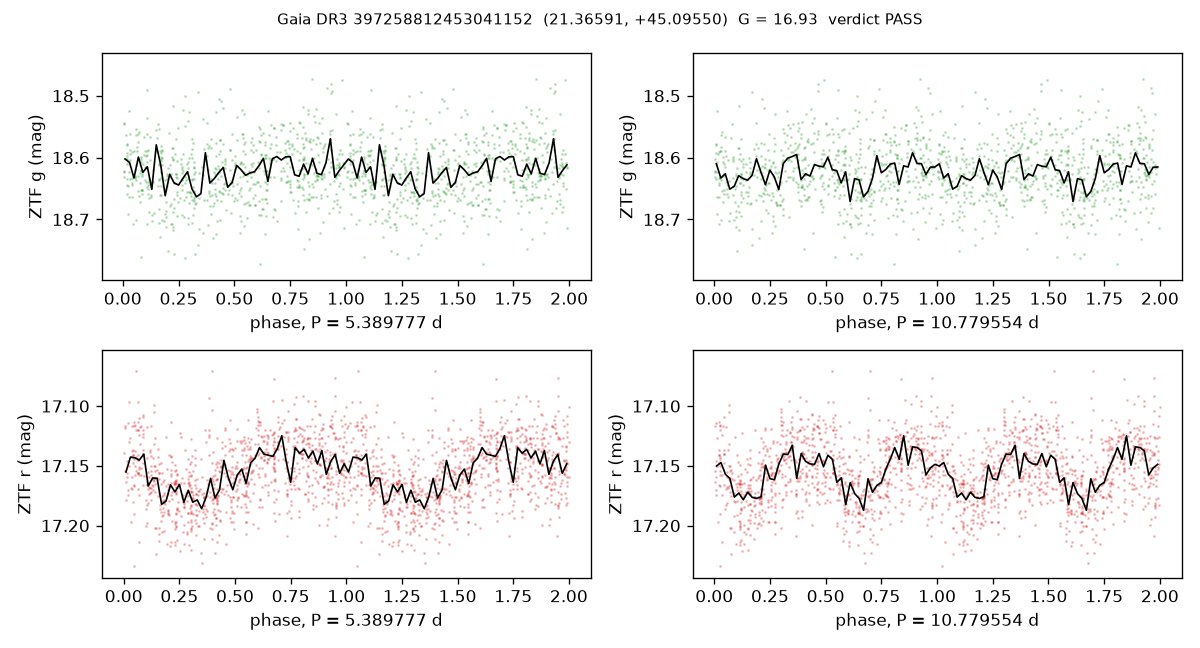 Gaia DR3 397258812453041152  (21.36591, +45.09550)  G = 16.93  verdict PASS
ZTF g (mag)
18.5
18.6
18.7
0.00 0.25 0.50 0.75 1.00 1.25 1.50 1.75 2.00
phase, P = 5.389777 d
ZTF g (mag)
18.5
18.6
18.7
0.00 0.25 0.50 0.75 1.00 1.25 1.50 1.75 2.00
phase, P = 10.779554 d
ZTF r (mag)
17.10
17.15
17.20
0.00 0.25 0.50 0.75 1.00 1.25 1.50 1.75 2.00
phase, P = 5.389777 d
ZTF r (mag)
17.10
17.15
17.20
0.00 0.25 0.50 0.75 1.00 1.25 1.50 1.75 2.00
phase, P = 10.779554 d